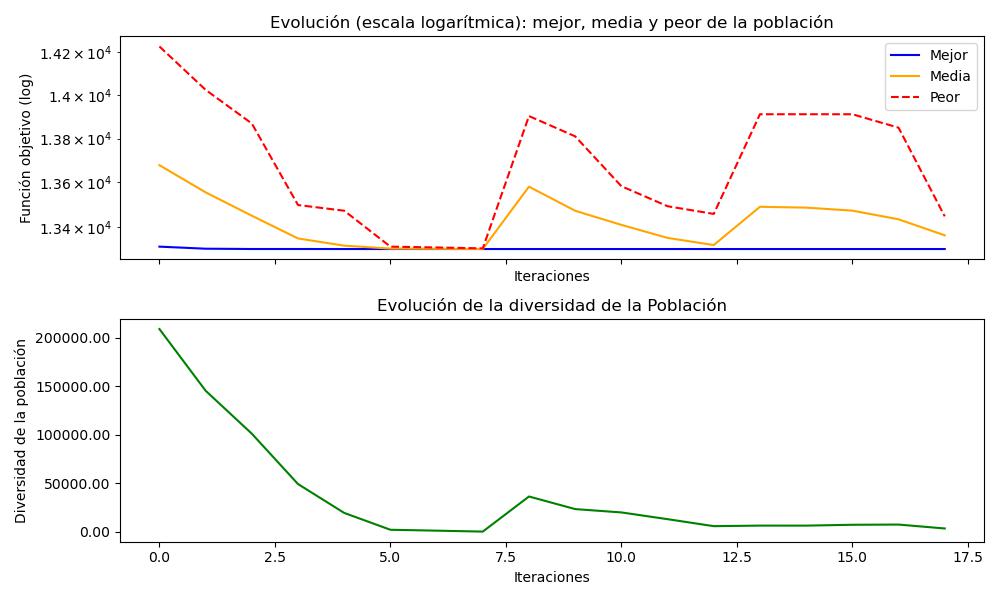 Evolución (escala logarítmica): mejor, media y peor de la población
Función objetivo (log)
1.42 × 10⁴
1.4 × 10⁴
1.38 × 10⁴
1.36 × 10⁴
1.34 × 10⁴
Mejor
Media
Peor
Iteraciones
Evolución de la diversidad de la Población
Diversidad de la población
200000.00
150000.00
100000.00
50000.00
0.00
0.0 2.5 5.0 7.5 10.0 12.5 15.0 17.5
Iteraciones